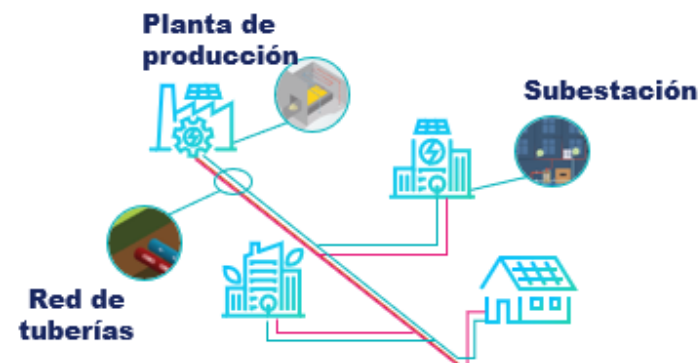 Planta de
producción
Subestación
Red de
tuberías